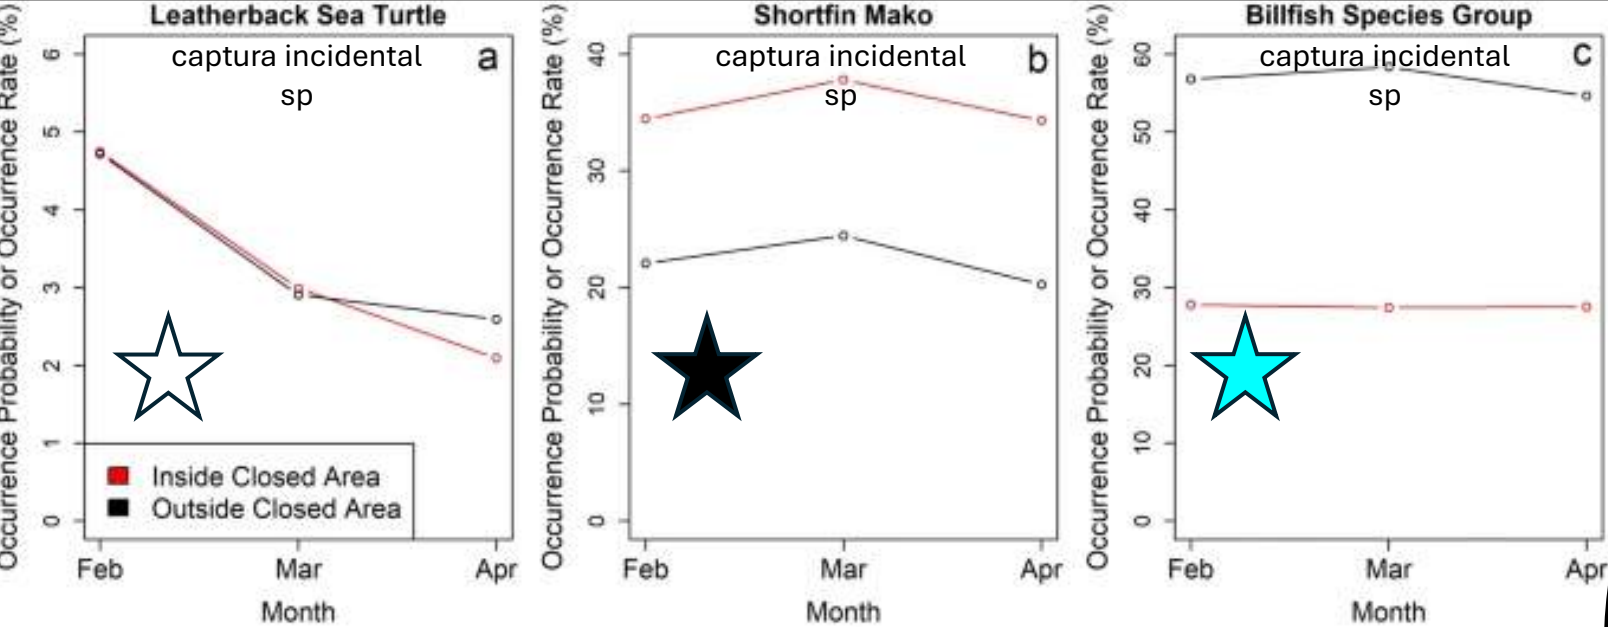 Leatherback Sea Turtle
captura incidental
sp
a
Occurrence Probability or Occurrence Rate (%)
6
5
4
3
2
1
0
Inside Closed Area
Outside Closed Area
Feb
Mar
Apr
Month
Shortfin Mako
captura incidental
sp
b
Occurrence Probability or Occurrence Rate (%)
40
30
20
10
0
Feb
Mar
Apr
Month
Billfish Species Group
captura incidental
sp
c
Occurrence Probability or Occurrence Rate (%)
60
50
40
30
20
10
0
Feb
Mar
Apr
Month